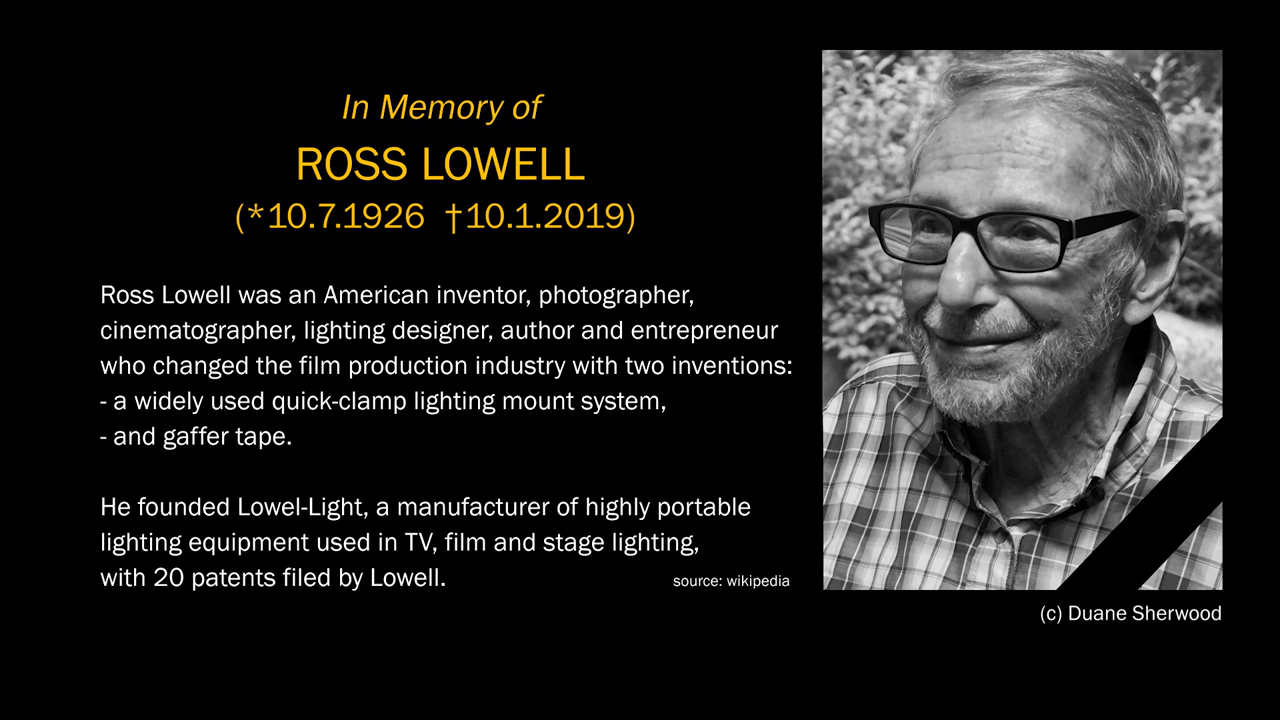 In Memory of
ROSS LOWELL
(*10.7.1926 †10.1.2019)
Ross Lowell was an American inventor, photographer,
cinematographer, lighting designer, author and entrepreneur
who changed the film production industry with two inventions:
- a widely used quick-clamp lighting mount system,
- and gaffer tape.
He founded Lowel-Light, a manufacturer of highly portable
lighting equipment used in TV, film and stage lighting,
with 20 patents filed by Lowell.
source: wikipedia
(c) Duane Sherwood